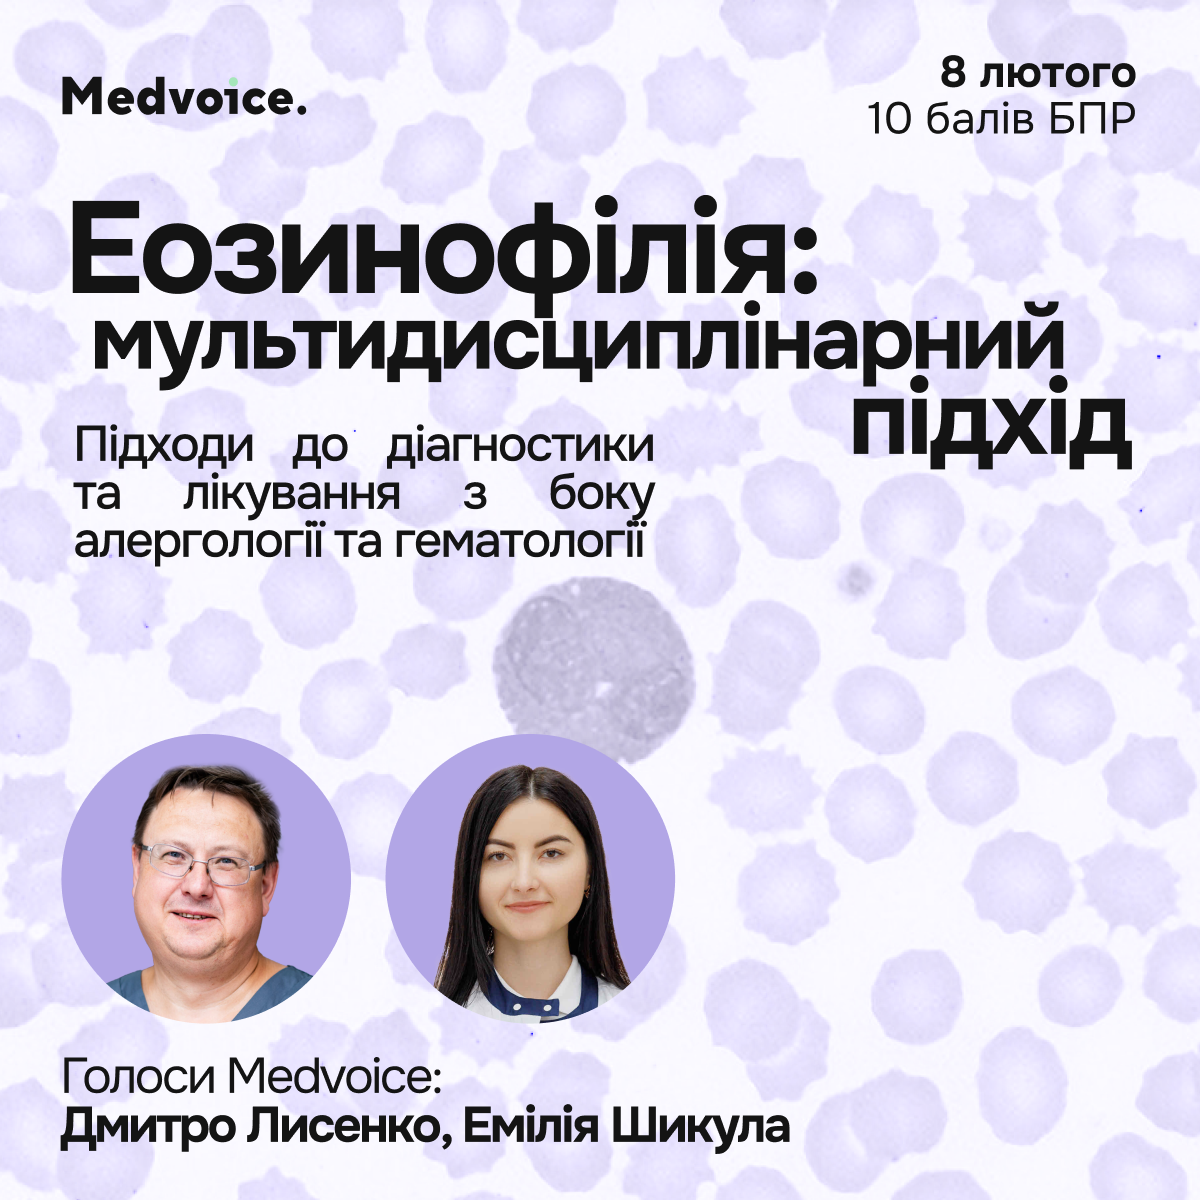 Medvoice.
8 лютого
10 балів БПР
Еозинофілія:
мультидисциплінарний
підхід
Підходи до діагностики
та лікування з боку
алергології та гематології
Голоси Medvoice:
Дмитро Лисенко, Емілія Шикула